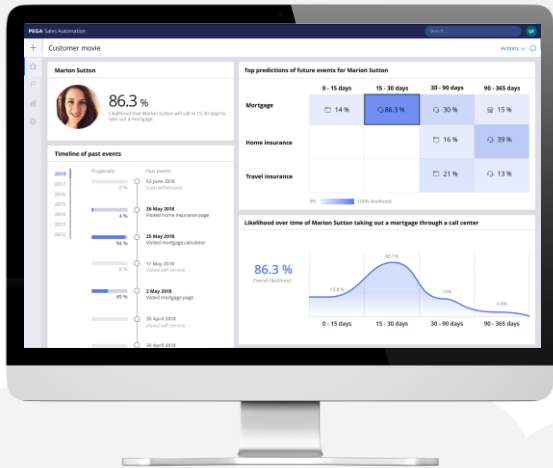 PEGA Sales Automation
Search...
Customer movie
Actions
Marion Sutton
86.3 %
Likelihood that Marion Sutton will call in 15-30 days to
take out a mortgage.
Top predictions of future events for Marion Sutton
0 - 15 days 15 - 30 days 30 - 90 days 90 - 365 days
Mortgage 14 % 86.3 % 30 % 15 %
Home insurance 16 % 39 %
Travel insurance 21 % 13 %
0% 100% likelihood
Timeline of past events
2018
2017
2016
2015
2014
2013
2012
Propensity Past events
0 % 03 June 2018
Cash withdrawal
4 % 26 May 2018
Visited home insurance page
94 % 25 May 2018
Visited mortgage calculator
0 % 11 May 2018
Visited self-service
45 % 2 May 2018
Visited mortgage page
30 April 2018
Visited self-service
30 April 2018
Likelihood over time of Marion Sutton taking out a mortgage through a call center
86.3 %
Overall likelihood
15.8 %
10%
0 - 15 days 15 - 30 days 30 - 90 days 90 - 365 days